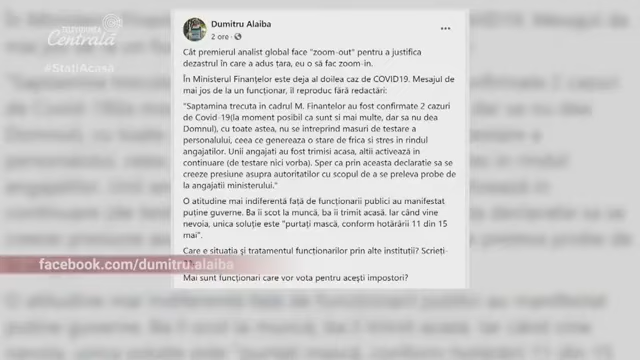 TELEVIZIUNEA
Centrală
#StațiAcasă
Dumitru Alaiba
2 ore
Cât premierul analist global face "zoom-out" pentru a justifica
dezastrul în care a adus țara, eu o să fac zoom-in.
În Ministerul Finanțelor este deja al doilea caz de COVID19. Mesajul de
mai jos de la un funcționar, îl reproduc fără redactări:
"Saptamina trecuta in cadrul M. Finantelor au fost confirmate 2 cazuri
de Covid-19(la moment posibil ca sunt si mai multe, dar sa nu dea
Domnul), cu toate astea, nu se intreprind masuri de testare a
personalului, ceea ce genereaza o stare de frica si stres in rindul
angajatilor. Unii angajati au fost trimisi acasa, altii activează in
continuare (de testare nici vorba). Sper ca prin aceasta declaratie sa se
creeze presiune asupra autoritatilor cu scopul de a se preleva probe de
la angajatii ministerului."
O atitudine mai indiferentă față de funcționarii publici au manifestat
puține guverne. Ba îi scot la muncă, ba îi trimit acasă. Iar când vine
nevoia, unica soluție este "purtați mască, conform hotărârii 11 din 15
mai".
Care e situația și tratamentul funcționarilor prin alte instituții? Scrieți-
Mai sunt funcționari care vor vota pentru acești impostori?
facebook.com/dumitru.alaiba